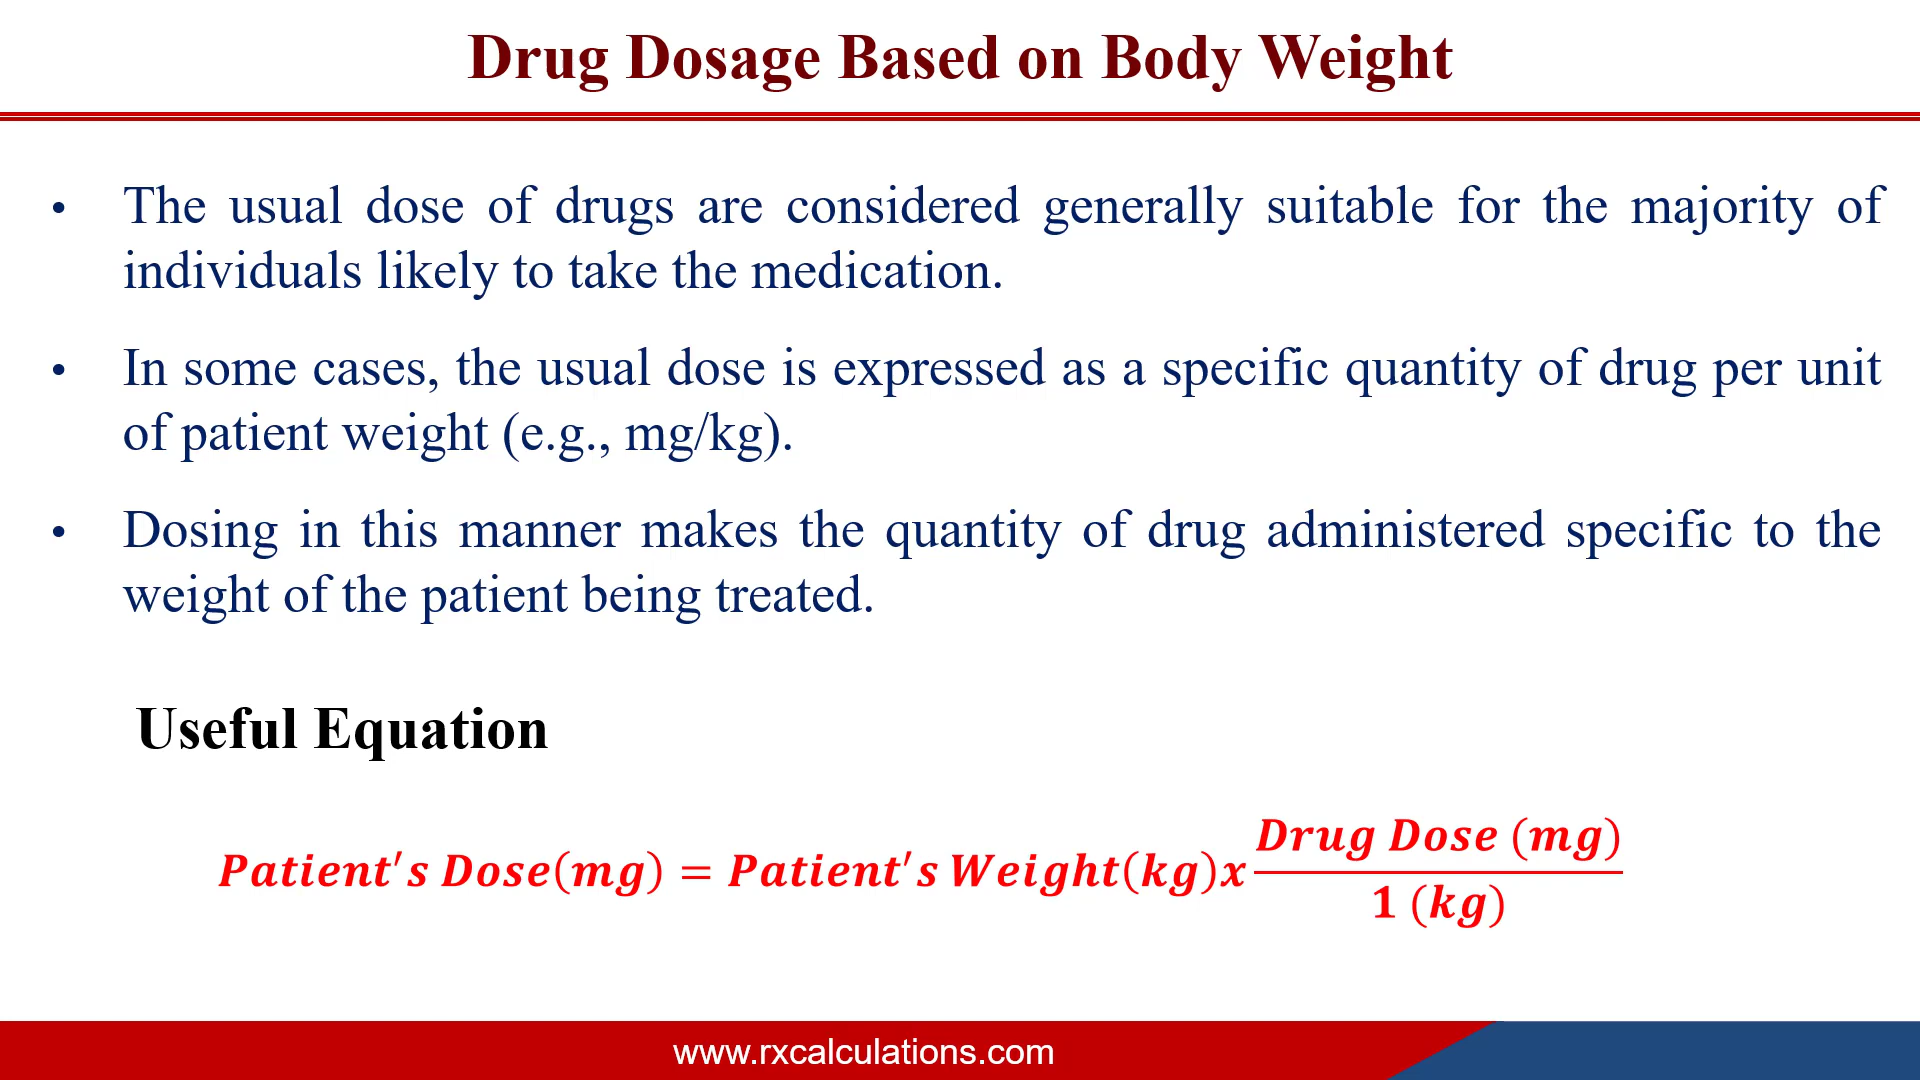 Drug Dosage Based on Body Weight
• The usual dose of drugs are considered generally suitable for the majority of
individuals likely to take the medication.
• In some cases, the usual dose is expressed as a specific quantity of drug per unit
of patient weight (e.g., mg/kg).
• Dosing in this manner makes the quantity of drug administered specific to the
weight of the patient being treated.
Useful Equation
Patient's Dose(mg) = Patient's Weight(kg)x Drug Dose (mg)
1 (kg)
www.rxcalculations.com